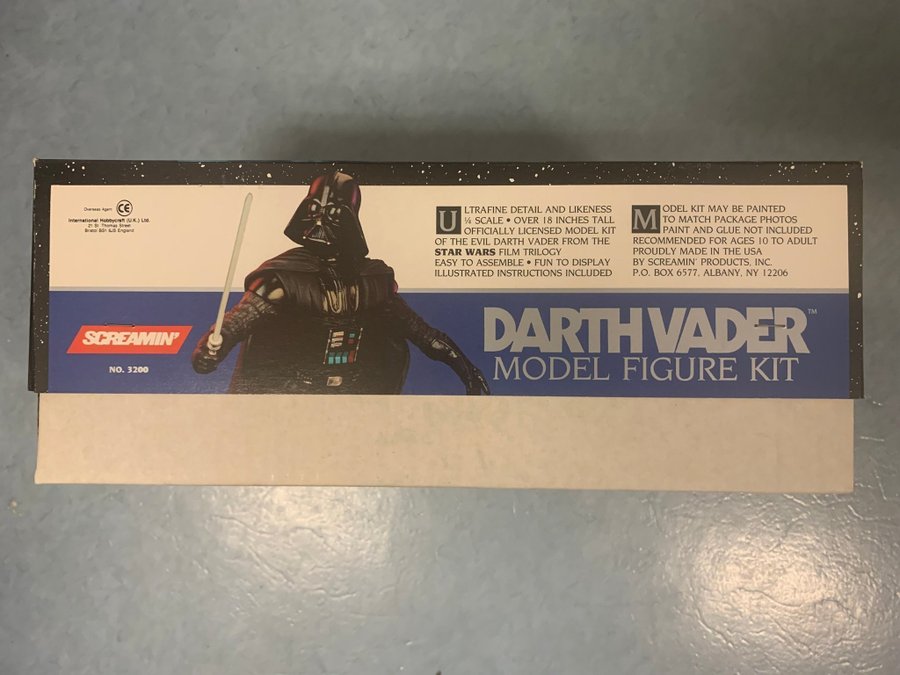 Overseas Agent:
CE
International Hobbycraft (U.K.) Ltd.
21 St. Thomas Street
Bristol BS1 6JS England
ULTRAFINE DETAIL AND LIKENESS
¼ SCALE • OVER 18 INCHES TALL
OFFICIALLY LICENSED MODEL KIT
OF THE EVIL DARTH VADER FROM THE
STAR WARS FILM TRILOGY
EASY TO ASSEMBLE • FUN TO DISPLAY
ILLUSTRATED INSTRUCTIONS INCLUDED
MODEL KIT MAY BE PAINTED
TO MATCH PACKAGE PHOTOS
PAINT AND GLUE NOT INCLUDED
RECOMMENDED FOR AGES 10 TO ADULT
PROUDLY MADE IN THE USA
BY SCREAMIN' PRODUCTS, INC.
P.O. BOX 6577, ALBANY, NY 12206
SCREAMIN'
NO. 3200
DARTH VADER™
MODEL FIGURE KIT